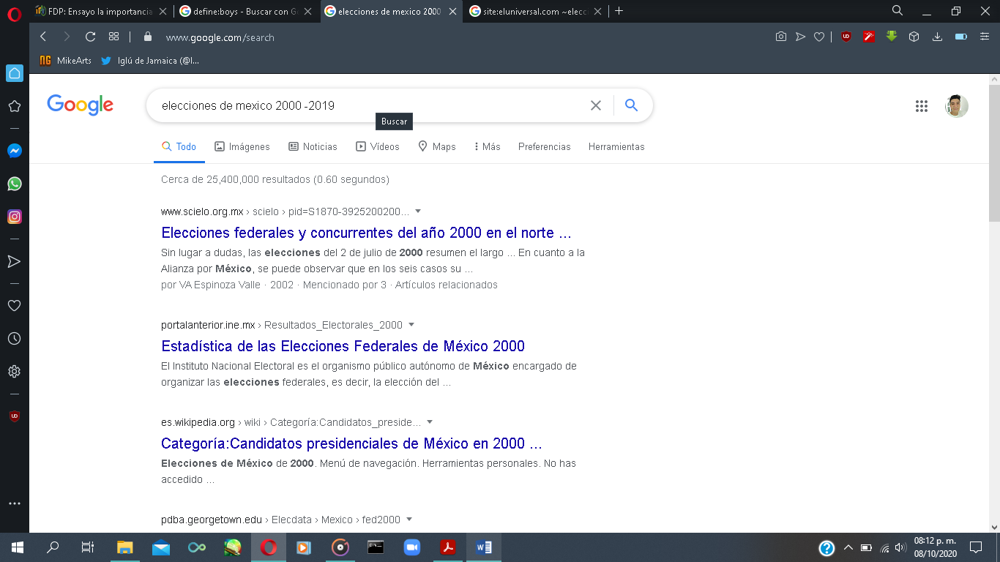 FDP: Ensayo la importancia
define:boys - Buscar con G
elecciones de mexico 2000
site:eluniversal.com ~elecc
www.google.com/search
NG MikeArts
Iglú de Jamaica (@I...
Google
elecciones de mexico 2000 -2019
Buscar
Todo
Imágenes
Noticias
Vídeos
Maps
Más
Preferencias
Herramientas
Cerca de 25,400,000 resultados (0.60 segundos)
www.scielo.org.mx › scielo › pid=S1870-3925200200...
Elecciones federales y concurrentes del año 2000 en el norte ...
Sin lugar a dudas, las elecciones del 2 de julio de 2000 resumen el largo ... En cuanto a la
Alianza por México, se puede observar que en los seis casos su ...
por VA Espinoza Valle · 2002 · Mencionado por 3 · Artículos relacionados
portalanterior.ine.mx › Resultados_Electorales_2000
Estadística de las Elecciones Federales de México 2000
El Instituto Nacional Electoral es el organismo público autónomo de México encargado de
organizar las elecciones federales, es decir, la elección del ...
es.wikipedia.org › wiki › Categoría:Candidatos_preside...
Categoría:Candidatos presidenciales de México en 2000 ...
Elecciones de México de 2000. Menú de navegación. Herramientas personales. No has
accedido ...
pdba.georgetown.edu › Elecdata › Mexico › fed2000
08:12 p. m.
08/10/2020